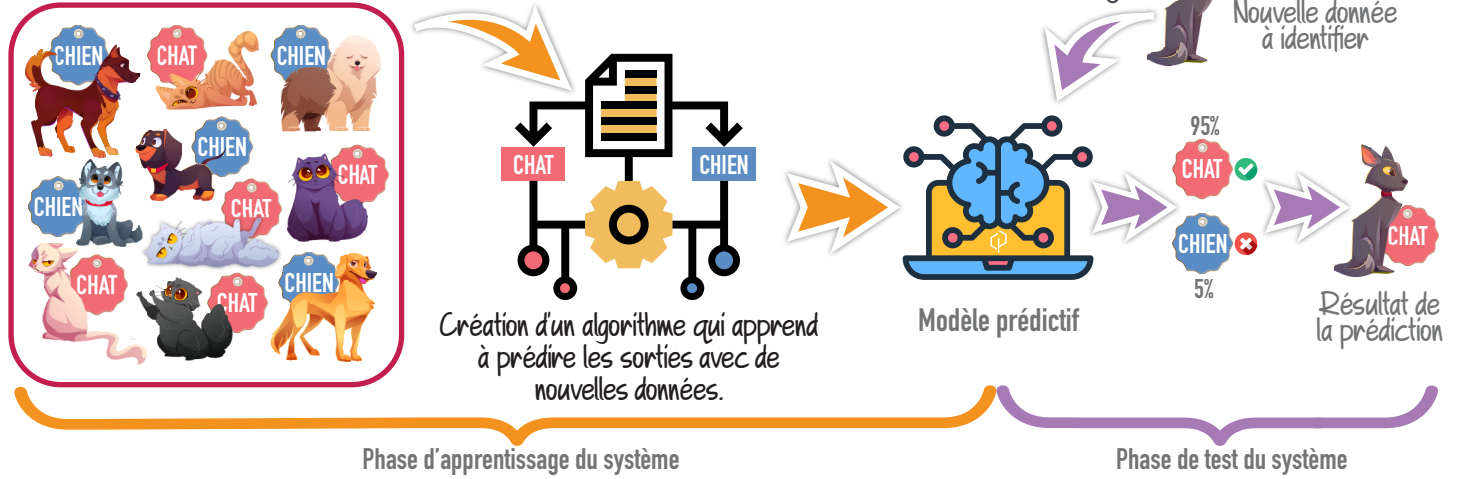 CHIEN
CHAT
CHIEN
CHIEN
CHAT
CHIEN
CHAT
CHAT
CHAT
CHIEN
CHAT
CHIEN
Création d'un algorithme qui apprend
à prédire les sorties avec de
nouvelles données.
Modèle prédictif
Nouvelle donnée
à identifier
95%
CHAT
CHIEN
5%
CHAT
Résultat de
la prédiction
Phase d'apprentissage du système
Phase de test du système